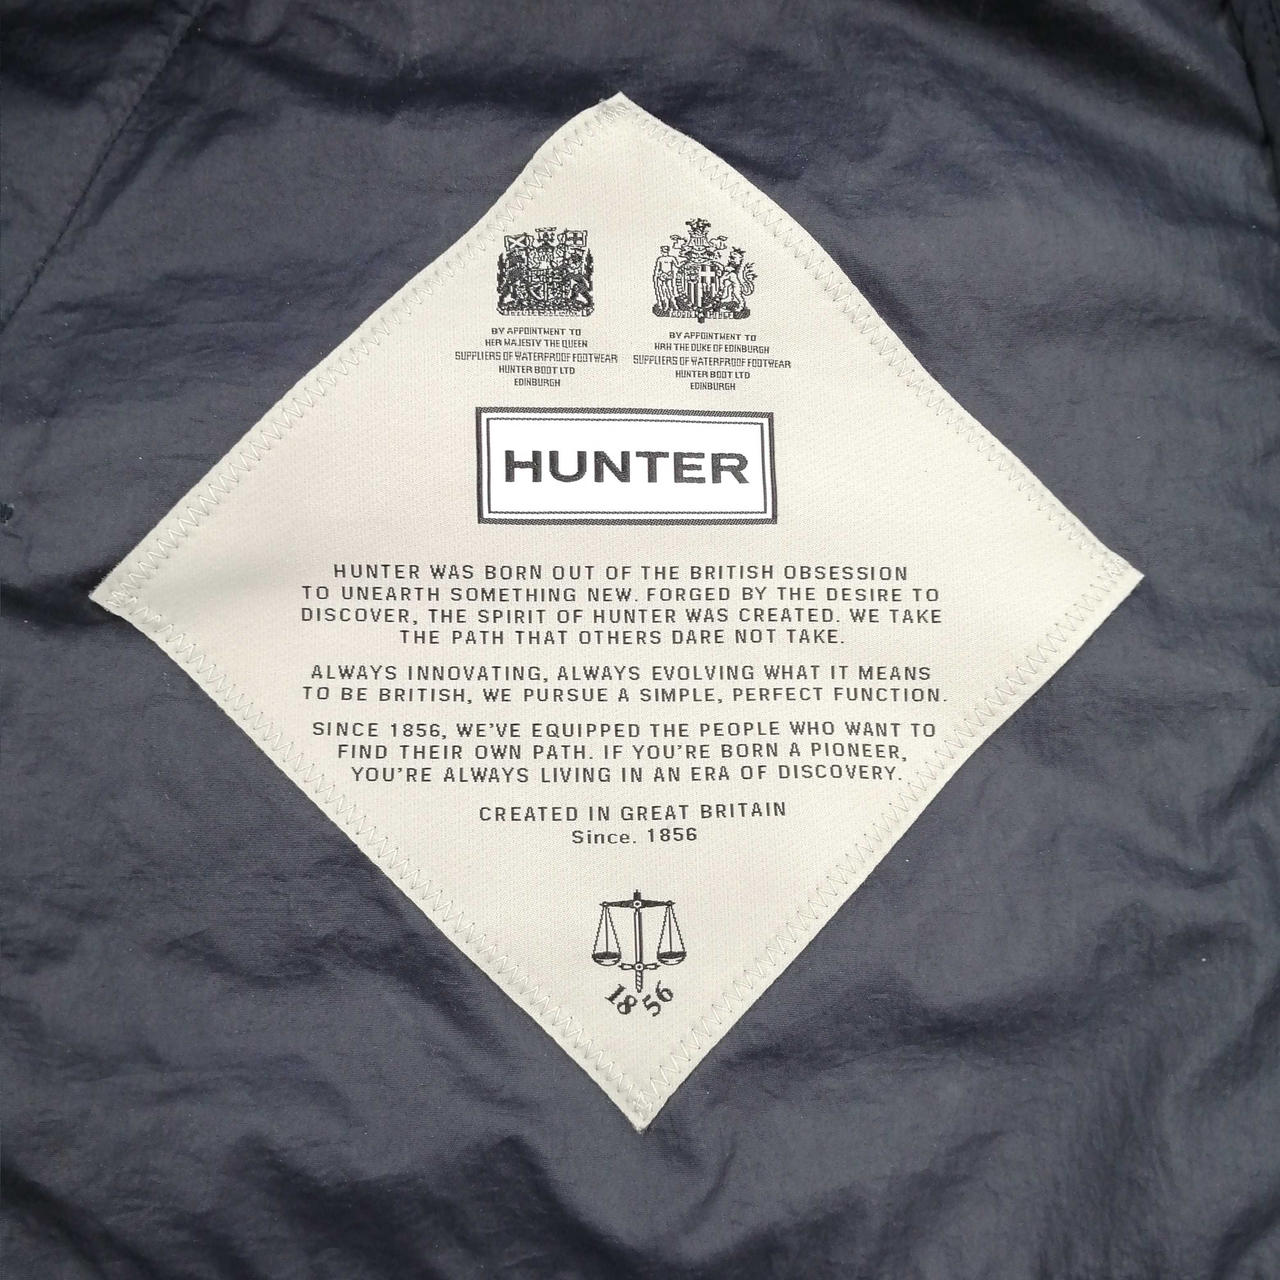 BY APPOINTMENT TO
HER MAJESTY THE QUEEN
SUPPLIERS OF WATERPROOF FOOTWEAR
HUNTER BOOT LTD
EDINBURGH
BY APPOINTMENT TO
HRH THE DUKE OF EDINBURGH
SUPPLIERS OF WATERPROOF FOOTWEAR
HUNTER BOOT LTD
EDINBURGH
HUNTER
HUNTER WAS BORN OUT OF THE BRITISH OBSESSION
TO UNEARTH SOMETHING NEW. FORGED BY THE DESIRE TO
DISCOVER, THE SPIRIT OF HUNTER WAS CREATED. WE TAKE
THE PATH THAT OTHERS DARE NOT TAKE.
ALWAYS INNOVATING, ALWAYS EVOLVING WHAT IT MEANS
TO BE BRITISH, WE PURSUE A SIMPLE, PERFECT FUNCTION.
SINCE 1856, WE'VE EQUIPPED THE PEOPLE WHO WANT TO
FIND THEIR OWN PATH. IF YOU'RE BORN A PIONEER,
YOU'RE ALWAYS LIVING IN AN ERA OF DISCOVERY.
CREATED IN GREAT BRITAIN
Since. 1856
1856